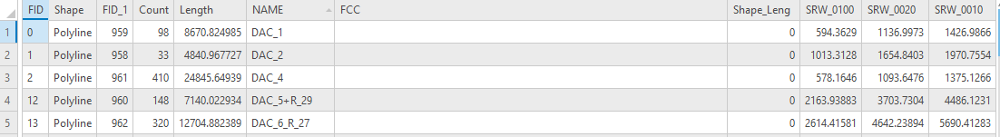 FID Shape FID_1 Count Length NAME FCC Shape_Leng SRW_0100 SRW_0020 SRW_0010
1 0 Polyline 959 98 8670.824985 DAC_1 0 594.3629 1136.9973 1426.9866
2 1 Polyline 958 33 4840.967727 DAC_2 0 1013.3128 1654.8403 1970.7554
3 2 Polyline 961 410 24845.64939 DAC_4 0 578.1646 1093.6476 1375.1266
4 12 Polyline 960 148 7140.022934 DAC_5+R_29 0 2163.93883 3703.7304 4486.1231
5 13 Polyline 962 320 12704.882389 DAC_6_R_27 0 2614.41581 4642.23894 5690.41283